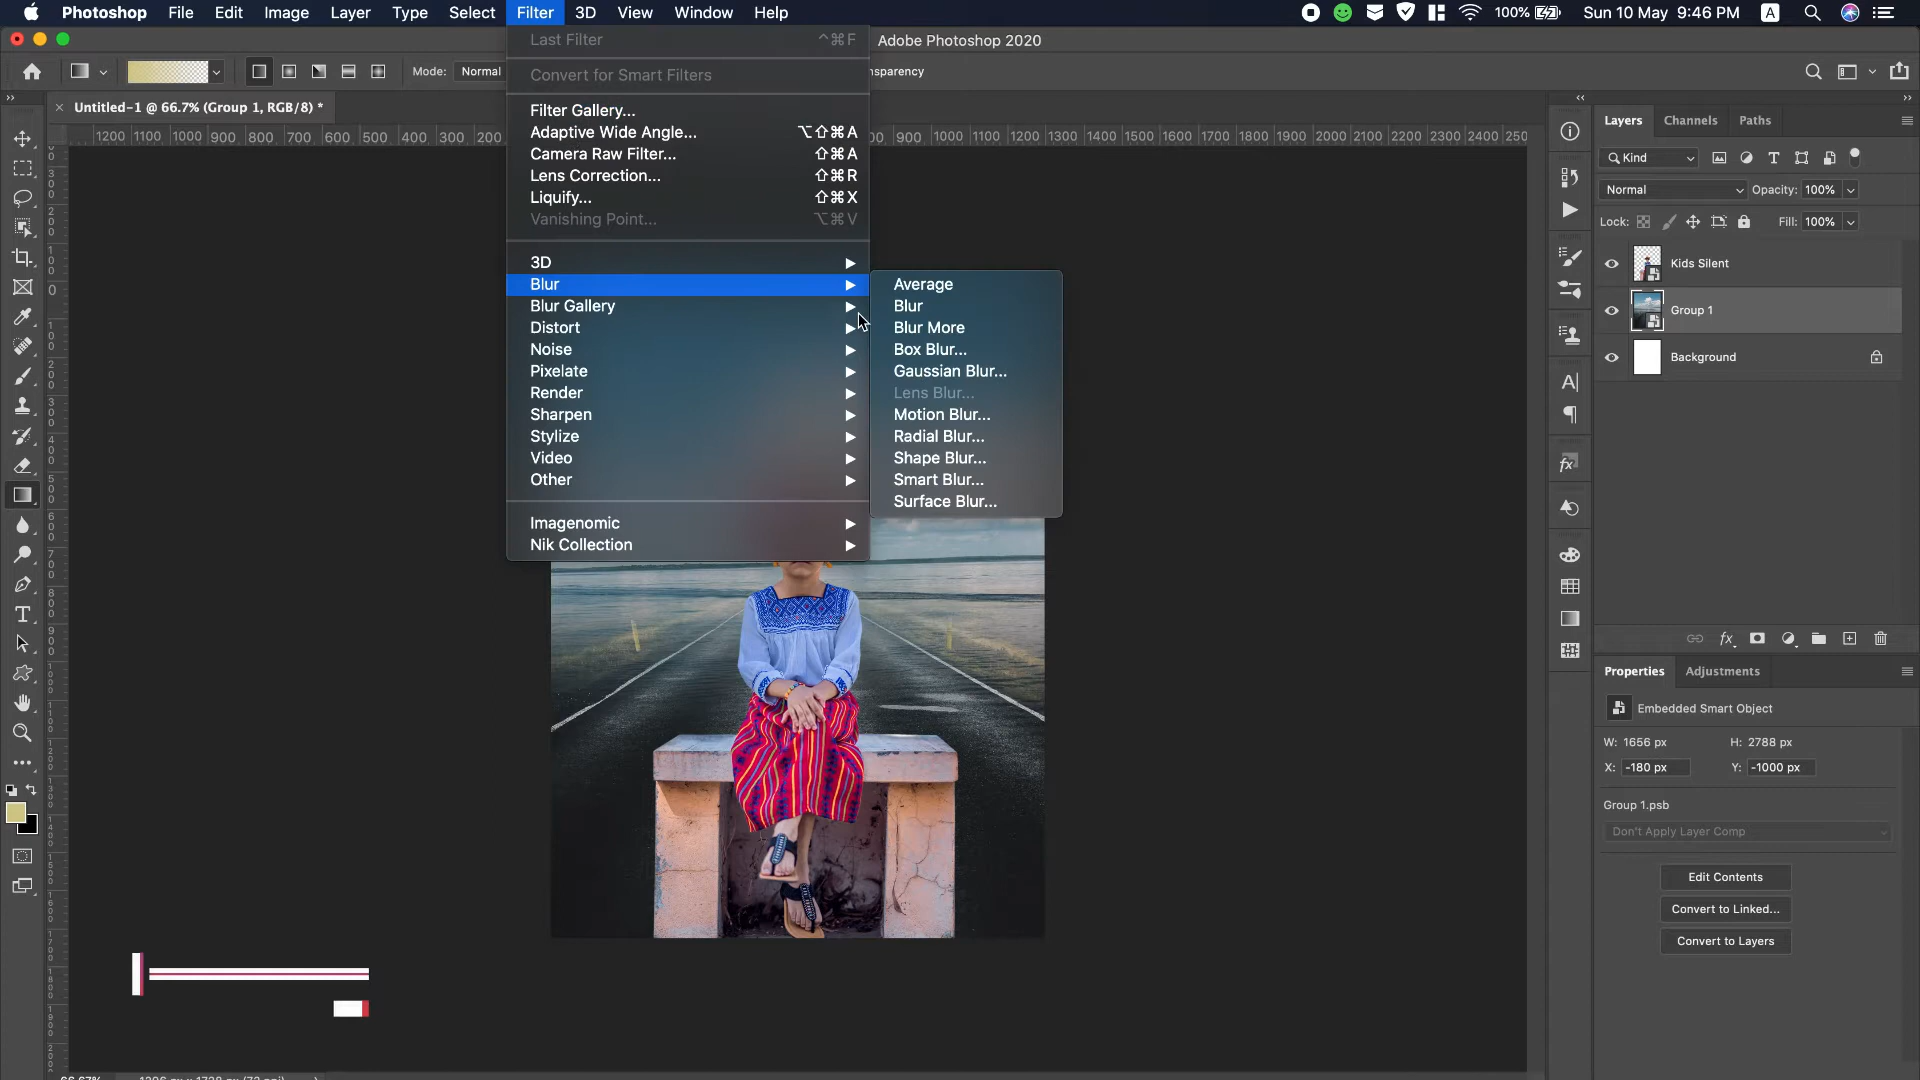 Photoshop File Edit Image Layer Type Select Filter 3D View Window Help 100% Sun 10 May 9:46 PM A
Adobe Photoshop 2020
Mode: Normal
Untitled-1 @ 66.7% (Group 1, RGB/8) *
1200 1100 1000 900 800 700 600 500 400 300 200
900 1000 1100 1200 1300 1400 1500 1600 1700 1800 1900 2000 2100 2200 2300 2400
Last Filter ^⌘F
Convert for Smart Filters
Filter Gallery...
Adaptive Wide Angle... ⌥⇧⌘A
Camera Raw Filter... ⇧⌘A
Lens Correction... ⇧⌘R
Liquify... ⇧⌘X
Vanishing Point... ⌥⌘V
3D
Blur
Blur Gallery
Distort
Noise
Pixelate
Render
Sharpen
Stylize
Video
Other
Imagenomic
Nik Collection
Average
Blur
Blur More
Box Blur...
Gaussian Blur...
Lens Blur...
Motion Blur...
Radial Blur...
Shape Blur...
Smart Blur...
Surface Blur...
Layers Channels Paths
Kind
Normal Opacity: 100%
Lock: Fill: 100%
Kids Silent
Group 1
Background
Properties Adjustments
Embedded Smart Object
W: 1656 px H: 2788 px
X: -180 px Y: -1000 px
Group 1.psb
Don't Apply Layer Comp
Edit Contents
Convert to Linked...
Convert to Layers